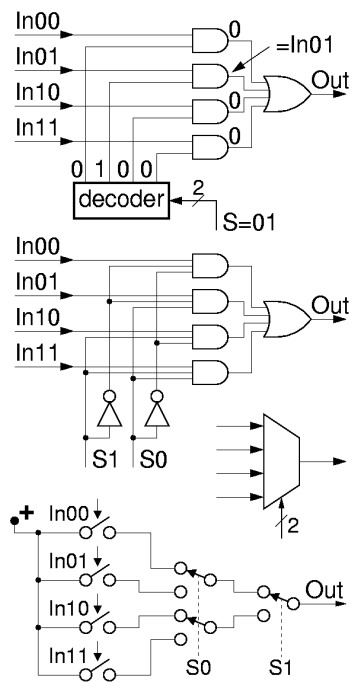 In00
0
In01
=In01
In10
0
Out
In11
0
0 1 0 0
decoder
2
S=01
In00
In01
Out
In10
In11
S1 S0
2
+
In00
In01
Out
In10
In11
S0 S1